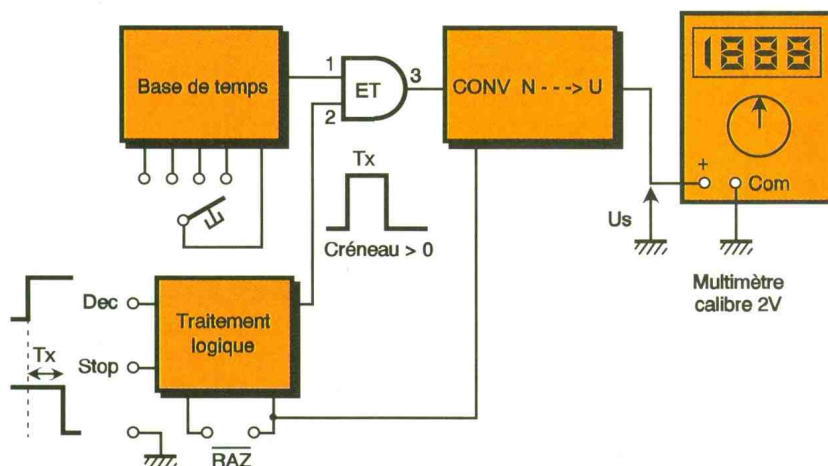 1888
Base de temps
1
ET
2
3
CONV N - - -> U
+
Com
Tx
Créneau > 0
Us
Multimètre
calibre 2V
Dec
Tx
Stop
Traitement
logique
RAZ